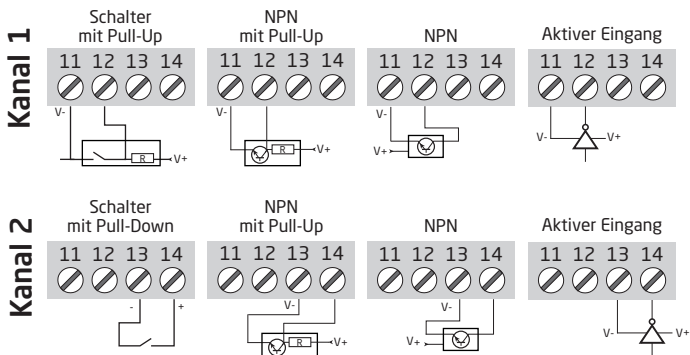 Kanal 1
Schalter
mit Pull-Up
11 12 13 14
V-
R
V+
NPN
mit Pull-Up
11 12 13 14
V-
R
V+
NPN
11 12 13 14
V-
V+
Aktiver Eingang
11 12 13 14
V-
V+
Kanal 2
Schalter
mit Pull-Down
11 12 13 14
-
+
NPN
mit Pull-Up
11 12 13 14
V-
R
V+
NPN
11 12 13 14
V-
V+
Aktiver Eingang
11 12 13 14
V-
V+